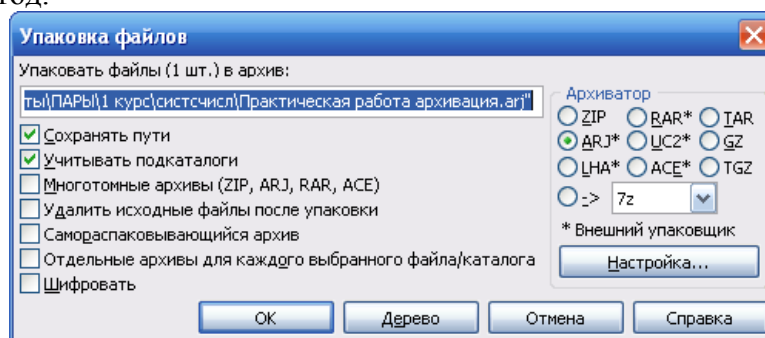 год.
Упаковка файлов
Упаковать файлы (1 шт.) в архив:
ты\ПАРЫ\1 курс\систсчисл\Практическая работа архивация.arj"
Сохранять пути
Учитывать подкаталоги
Многотомные архивы (ZIP, ARJ, RAR, ACE)
Удалить исходные файлы после упаковки
Самораспаковывающийся архив
Отдельные архивы для каждого выбранного файла/каталога
Шифровать
Архиватор
ZIP RAR* TAR
ARJ* UC2* GZ
LHA* ACE* TGZ
-> 7z
* Внешний упаковщик
Настройка...
OK Дерево Отмена Справка